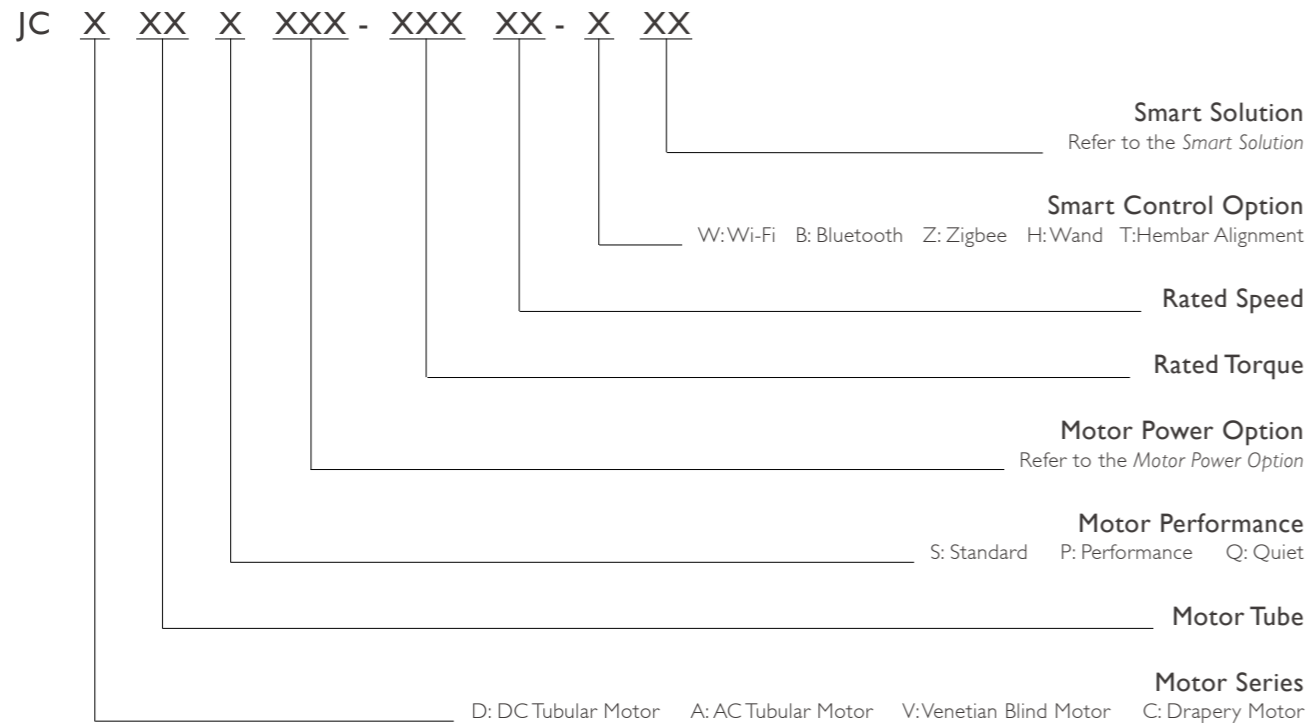 JC X XX X XXX - XXX XX - X XX
Smart Solution
Refer to the Smart Solution
Smart Control Option
W: Wi-Fi B: Bluetooth Z: Zigbee H: Wand T:Hembar Alignment
Rated Speed
Rated Torque
Motor Power Option
Refer to the Motor Power Option
Motor Performance
S: Standard P: Performance Q: Quiet
Motor Tube
Motor Series
D: DC Tubular Motor A: AC Tubular Motor V: Venetian Blind Motor C: Drapery Motor